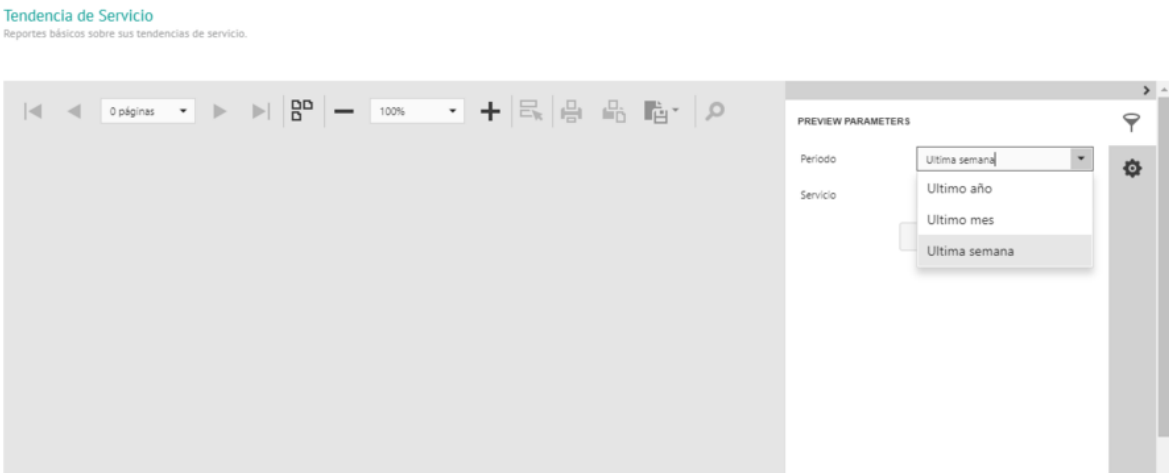 Tendencia de Servicio
Reportes básicos sobre sus tendencias de servicio.
0 páginas
100%
PREVIEW PARAMETERS
Periodo
Ultima semana
Servicio
Ultimo año
Ultimo mes
Ultima semana